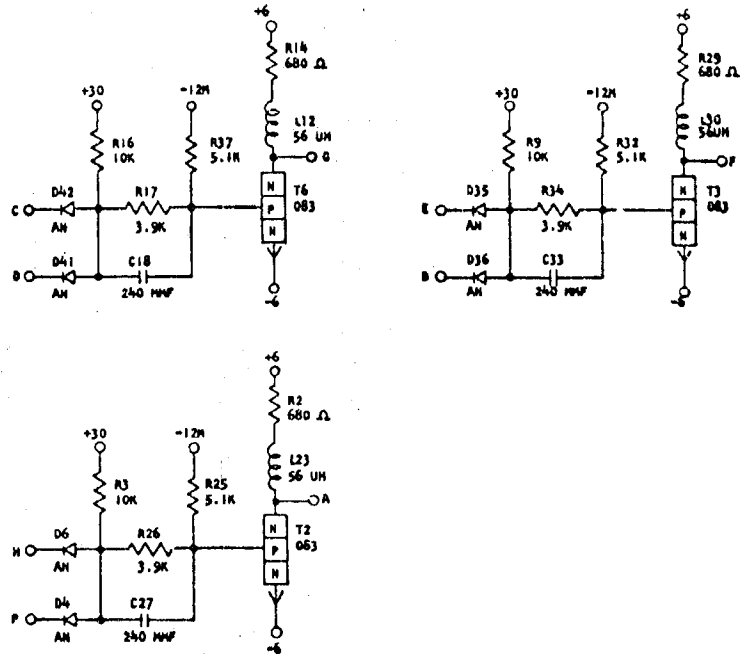 +6
R14
680 Ω
+30
-12M
L12
56 UH
R16
10K
R37
5.1K
G
D42
R17
N
T6
C
P
083
AN
3.9K
N
D41
C18
D
AN
240 MMF
-6
+6
R29
680 Ω
+30
-12M
L30
56UH
R9
10K
R32
5.1K
F
D35
R34
N
T3
E
P
083
AN
3.9K
N
D36
C33
AN
240 MMF
-6
+6
R2
680 Ω
+30
-12M
L23
56 UH
R3
10K
R25
5.1K
A
D6
R26
N
T2
H
P
083
AN
3.9K
N
D4
C27
P
AN
240 MMF
-6